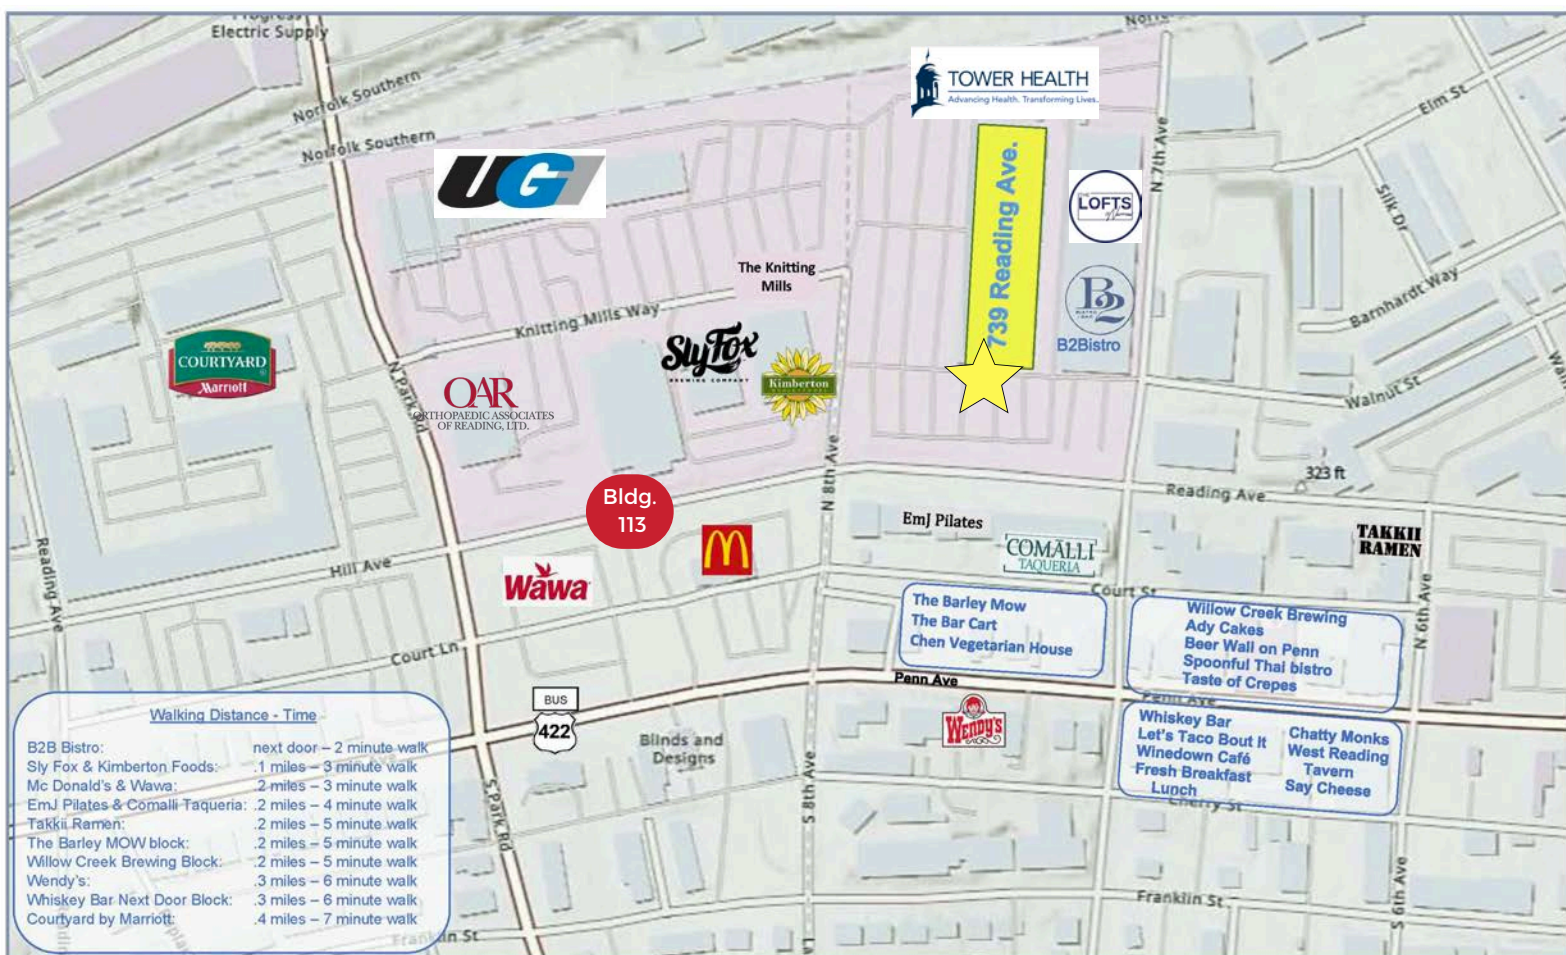 Electric Supply
Norfolk Southern
Norfolk Southern
TOWER HEALTH
Advancing Health. Transforming Lives.
Elm St
N 7th Ave
UGI
739 Reading Ave.
THE
LOFTS
Silk Dr
The Knitting
Mills
Knitting Mills Way
B2
B2Bistro
Barnhardt Way
COURTYARD
Marriott
N Park Rd
SlyFox
BREWING COMPANY
Kimberton
Walnut St
OAR
ORTHOPAEDIC ASSOCIATES
OF READING, LTD.
N 8th Ave
323 ft
Reading Ave
Bldg.
113
EmJ Pilates
COMALLI
TAQUERIA
TAKKII
RAMEN
Hill Ave
Reading Ave
Wawa
Court St
N 6th Ave
The Barley Mow
The Bar Cart
Chen Vegetarian House
Willow Creek Brewing
Ady Cakes
Beer Wall on Penn
Spoonful Thai bistro
Taste of Crepes
Court Ln
Penn Ave
Penn Ave
BUS
422
WENDY'S
Blinds and
Designs
Whiskey Bar
Let's Taco Bout It
Winedown Café
Fresh Breakfast
Lunch
Chatty Monks
West Reading
Tavern
Say Cheese
Cherry St
S 8th Ave
S Park Rd
Walking Distance - Time
B2B Bistro: next door – 2 minute walk
Sly Fox & Kimberton Foods: .1 miles – 3 minute walk
Mc Donald's & Wawa: .2 miles – 3 minute walk
EmJ Pilates & Comalli Taqueria: .2 miles – 4 minute walk
Takkii Ramen: .2 miles – 5 minute walk
The Barley MOW block: .2 miles – 5 minute walk
Willow Creek Brewing Block: .2 miles – 5 minute walk
Wendy's: .3 miles – 6 minute walk
Whiskey Bar Next Door Block: .3 miles – 6 minute walk
Courtyard by Marriott: .4 miles – 7 minute walk
Franklin St
Franklin St
S 6th Ave